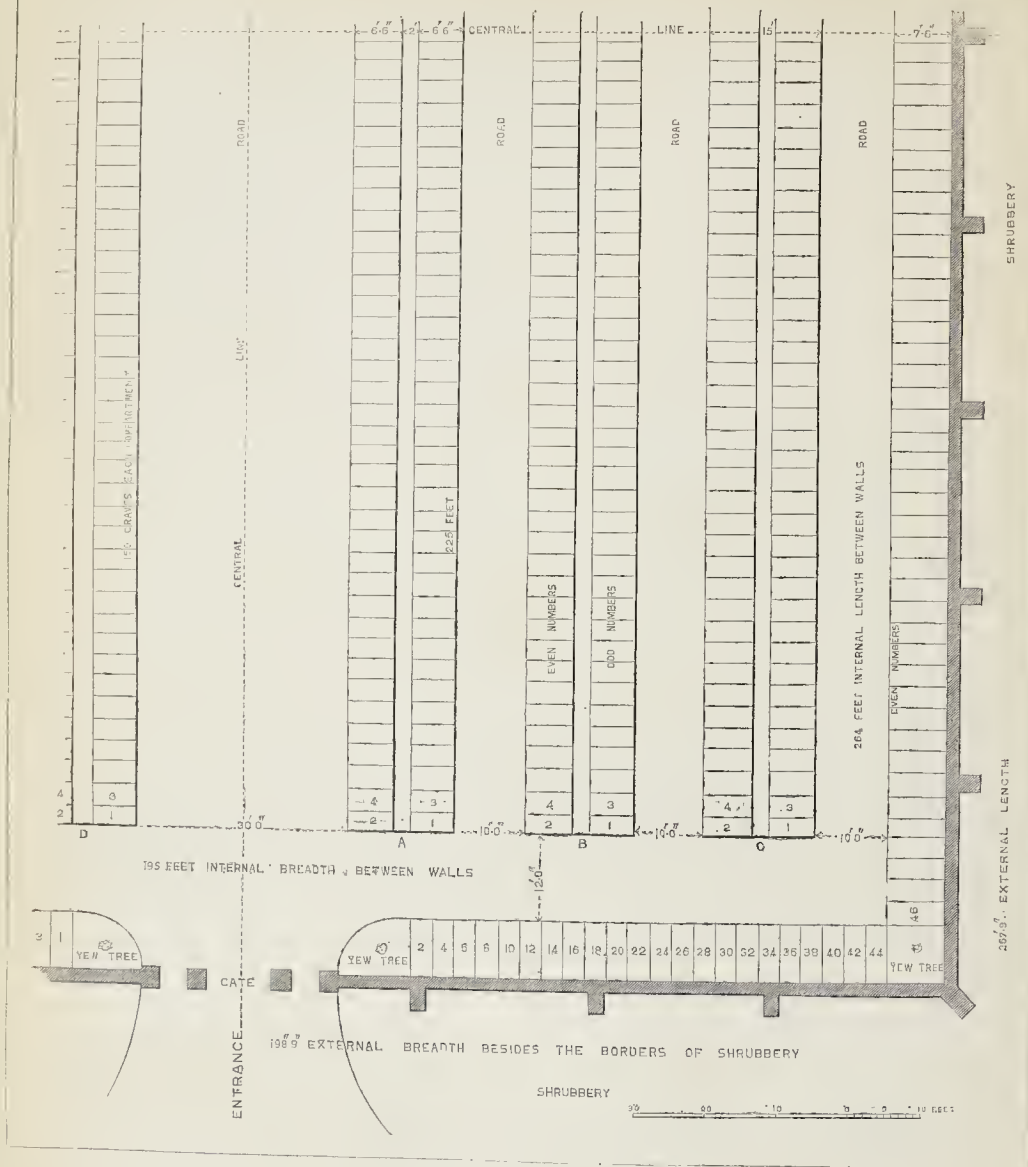 6'6" 2' 6'6" CENTRAL LINE 15' 7'6"
ROAD ROAD ROAD ROAD
SHRUBBERY
LINE
GRAVES EACH COMPARTMENT
225 FEET
CENTRAL
264 FEET INTERNAL LENGTH BETWEEN WALLS
EVEN NUMBERS
ODD NUMBERS
EVEN NUMBERS
4 3 4 3 4 3 4 3
2 1 2 1 2 1 2 1
D 30'0" A 10'0" B 10'0" C 10'0"
195 FEET INTERNAL BREADTH BETWEEN WALLS
12'0"
267'9" EXTERNAL LENGTH
46
1 YEW TREE
YEW TREE 2 4 6 8 10 12 14 16 18 20 22 24 26 28 30 32 34 36 38 40 42 44 YEW TREE
GATE
ENTRANCE
198'9" EXTERNAL BREADTH BESIDES THE BORDERS OF SHRUBBERY
SHRUBBERY
10 FEET